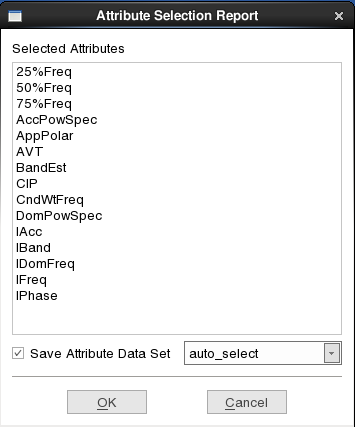 Attribute Selection Report
Selected Attributes
25%Freq
50%Freq
75%Freq
AccPowSpec
AppPolar
AVT
BandEst
CIP
CndWtFreq
DomPowSpec
IAcc
IBand
IDomFreq
IFreq
IPhase
Save Attribute Data Set
auto_select
OK
Cancel